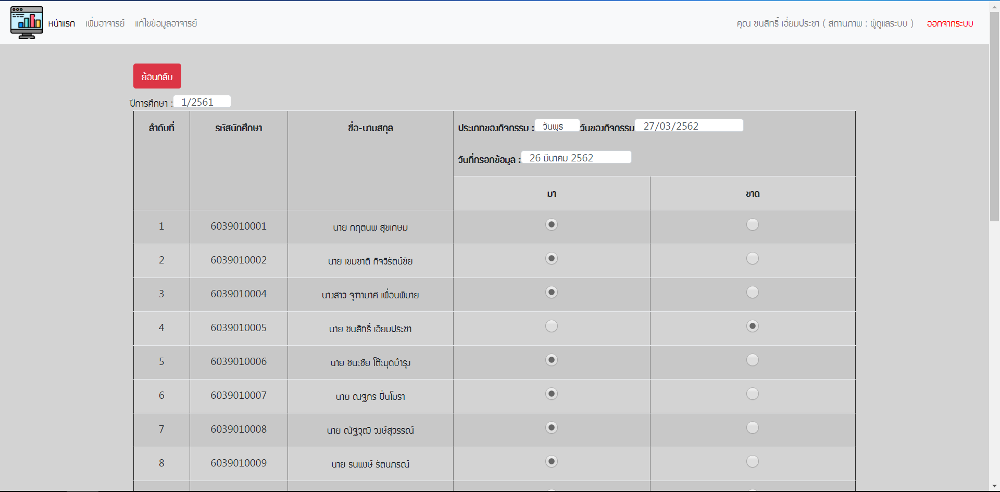 หน้าแรก เพิ่มอาจารย์ แก้ไขข้อมูลอาจารย์ คุณ ชนสิทธิ์ เอี่ยมประชา ( สถานภาพ : ผู้ดูแลระบบ ) ออกจากระบบ
ย้อนกลับ
ปีการศึกษา : 1/2561
ลำดับที่ รหัสนักศึกษา ชื่อ-นามสกุล ประเภทของกิจกรรม : วันพุธ วันของกิจกรรม 27/03/2562
วันที่กรอกข้อมูล : 26 มีนาคม 2562
มา ขาด
1 6039010001 นาย กฤตนพ สุขเกษม
2 6039010002 นาย เขมชาติ กิจวิรัตน์ชัย
3 6039010004 นางสาว จุฑามาศ เพื่อนพิมาย
4 6039010005 นาย ชนสิทธิ์ เอียมประชา
5 6039010006 นาย ชนะชัย โต๊ะมุดบำรุง
6 6039010007 นาย ณฐกร ปิ่นโมรา
7 6039010008 นาย ณัฐวุฒิ วงษ์สุวรรณ์
8 6039010009 นาย ธนพงษ์ รัตนภรณ์